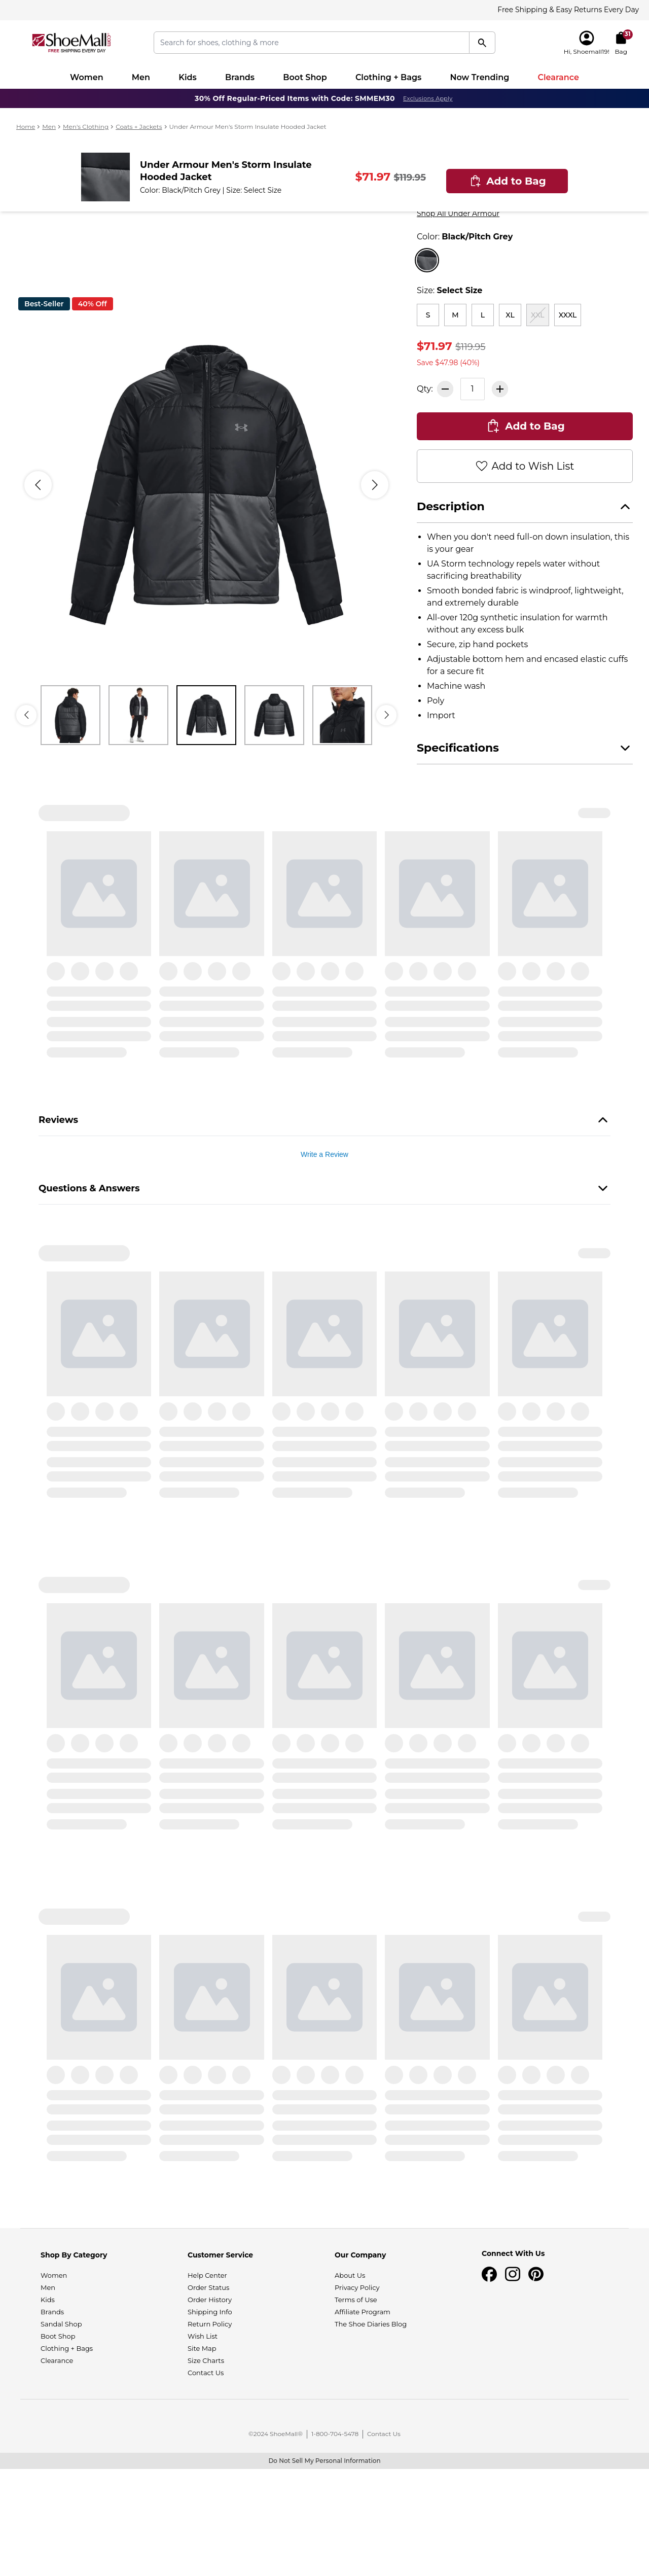 Free Shipping & Easy Returns Every Day
ShoeMall.com
FREE SHIPPING EVERY DAY
Search for shoes, clothing & more
Hi, Shoemall19!
31
Bag
Women Men Kids Brands Boot Shop Clothing + Bags Now Trending Clearance
30% Off Regular-Priced Items with Code: SMMEM30 Exclusions Apply
Home > Men > Men's Clothing > Coats + Jackets > Under Armour Men's Storm Insulate Hooded Jacket
Under Armour Men's Storm Insulate
Hooded Jacket
Color: Black/Pitch Grey | Size: Select Size
$71.97 $119.95
Add to Bag
Shop All Under Armour
Color: Black/Pitch Grey
Best-Seller 40% Off
Size: Select Size
S M L XL XXL XXXL
$71.97 $119.95
Save $47.98 (40%)
Qty: 1
Add to Bag
Add to Wish List
Description
• When you don't need full-on down insulation, this
is your gear
• UA Storm technology repels water without
sacrificing breathability
• Smooth bonded fabric is windproof, lightweight,
and extremely durable
• All-over 120g synthetic insulation for warmth
without any excess bulk
• Secure, zip hand pockets
• Adjustable bottom hem and encased elastic cuffs
for a secure fit
• Machine wash
• Poly
• Import
Specifications
Reviews
Write a Review
Questions & Answers
Shop By Category
Women
Men
Kids
Brands
Sandal Shop
Boot Shop
Clothing + Bags
Clearance
Customer Service
Help Center
Order Status
Order History
Shipping Info
Return Policy
Wish List
Site Map
Size Charts
Contact Us
Our Company
About Us
Privacy Policy
Terms of Use
Affiliate Program
The Shoe Diaries Blog
Connect With Us
©2024 ShoeMall® | 1-800-704-5478 | Contact Us
Do Not Sell My Personal Information